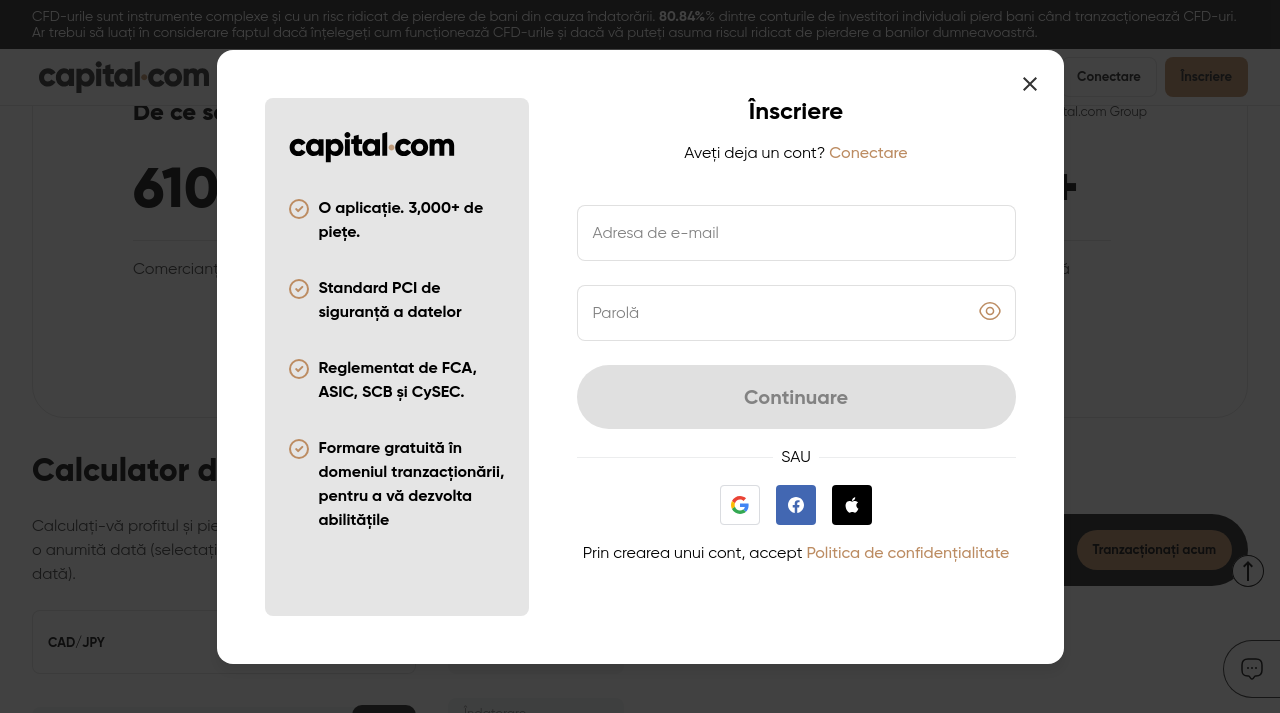 CFD-urile sunt instrumente complexe și cu un risc ridicat de pierdere de bani din cauza îndatorării. 80.84%% dintre conturile de investitori individuali pierd bani când tranzacționează CFD-uri.
Ar trebui să luați în considerare faptul dacă înțelegeți cum funcționează CFD-urile și dacă vă puteți asuma riscul ridicat de pierdere a banilor dumneavoastră.
capital.com
Conectare
Înscriere
De ce
tal.com Group
610
+
Calculator d
Calculați-vă profitul și pie
o anumită dată (selectați
dată).
CAD/JPY
Tranzacționați acum
capital.com
O aplicație. 3,000+ de
piețe.
Standard PCI de
siguranță a datelor
Reglementat de FCA,
ASIC, SCB și CySEC.
Formare gratuită în
domeniul tranzacționării,
pentru a vă dezvolta
abilitățile
Înscriere
Aveți deja un cont? Conectare
Adresa de e-mail
Parolă
Continuare
SAU
Prin crearea unui cont, accept Politica de confidențialitate